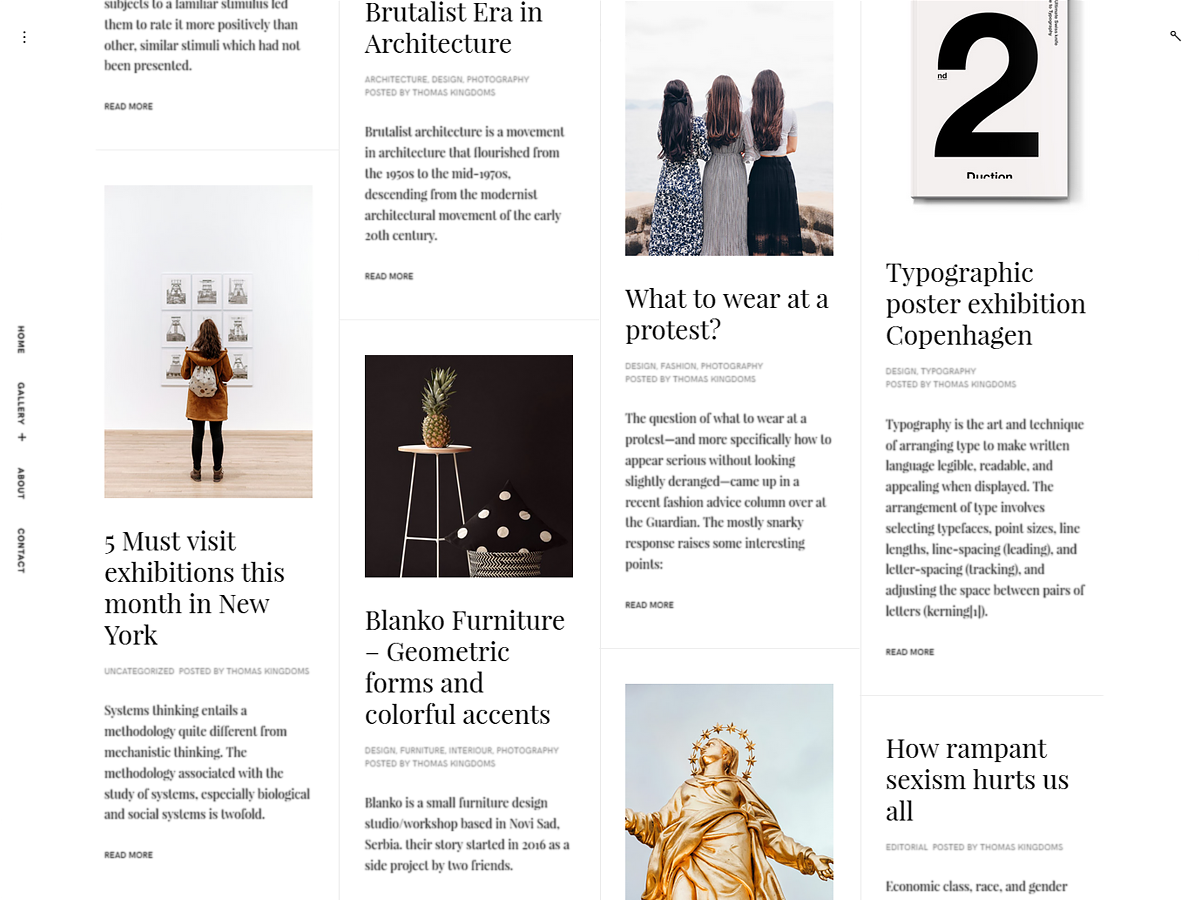 HOME
GALLERY +
ABOUT
CONTACT
subjects to a familiar stimulus led
them to rate it more positively than
other, similar stimuli which had not
been presented.
READ MORE
5 Must visit
exhibitions this
month in New
York
UNCATEGORIZED POSTED BY THOMAS KINGDOMS
Systems thinking entails a
methodology quite different from
mechanistic thinking. The
methodology associated with the
study of systems, especially biological
and social systems is twofold.
READ MORE
Brutalist Era in
Architecture
ARCHITECTURE, DESIGN, PHOTOGRAPHY
POSTED BY THOMAS KINGDOMS
Brutalist architecture is a movement
in architecture that flourished from
the 1950s to the mid-1970s,
descending from the modernist
architectural movement of the early
20th century.
READ MORE
Blanko Furniture
– Geometric
forms and
colorful accents
DESIGN, FURNITURE, INTERIOUR, PHOTOGRAPHY
POSTED BY THOMAS KINGDOMS
Blanko is a small furniture design
studio/workshop based in Novi Sad,
Serbia. their story started in 2016 as a
side project by two friends.
What to wear at a
protest?
DESIGN, FASHION, PHOTOGRAPHY
POSTED BY THOMAS KINGDOMS
The question of what to wear at a
protest—and more specifically how to
appear serious without looking
slightly deranged—came up in a
recent fashion advice column over at
the Guardian. The mostly snarky
response raises some interesting
points:
READ MORE
2
nd
Duction
Typographic
poster exhibition
Copenhagen
DESIGN, TYPOGRAPHY
POSTED BY THOMAS KINGDOMS
Typography is the art and technique
of arranging type to make written
language legible, readable, and
appealing when displayed. The
arrangement of type involves
selecting typefaces, point sizes, line
lengths, line-spacing (leading), and
letter-spacing (tracking), and
adjusting the space between pairs of
letters (kerning[1]).
READ MORE
How rampant
sexism hurts us
all
EDITORIAL POSTED BY THOMAS KINGDOMS
Economic class, race, and gender